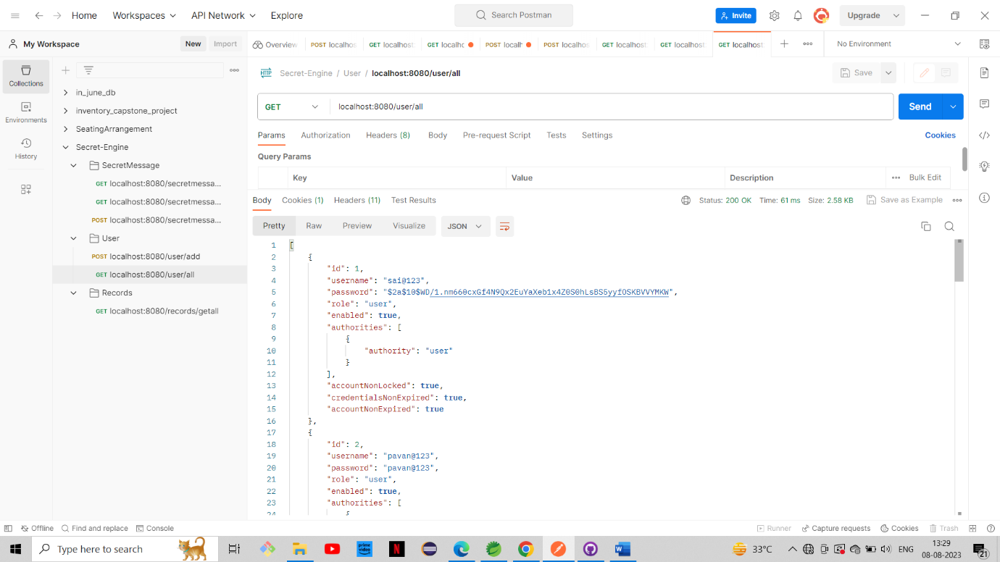 Home Workspaces API Network Explore Search Postman Invite Upgrade
My Workspace New Import Overview POST localhos GET localhost GET localhc POST localh POST localhos GET localhost GET localhost GET localhost No Environment
Collections
Environments
History
in_june_db
inventory_capstone_project
SeatingArrangement
Secret-Engine
SecretMessage
GET localhost:8080/secretmessa...
GET localhost:8080/secretmessa...
POST localhost:8080/secretmessa...
User
POST localhost:8080/user/add
GET localhost:8080/user/all
Records
GET localhost:8080/records/getall
HTTP Secret-Engine / User / localhost:8080/user/all Save
GET localhost:8080/user/all Send
Params Authorization Headers (8) Body Pre-request Script Tests Settings Cookies
Query Params
Key Value Description Bulk Edit
Body Cookies (1) Headers (11) Test Results Status: 200 OK Time: 61 ms Size: 2.58 KB Save as Example
Pretty Raw Preview Visualize JSON
1 [
2 {
3 "id": 1,
4 "username": "sai@123",
5 "password": "$2a$10$WD/1.nm660cxGf4N9Qx2EuYaXeb1x4Z0S0hLsBS5yyfOSKBVVYMKW",
6 "role": "user",
7 "enabled": true,
8 "authorities": [
9 {
10 "authority": "user"
11 }
12 ],
13 "accountNonLocked": true,
14 "credentialsNonExpired": true,
15 "accountNonExpired": true
16 },
17 {
18 "id": 2,
19 "username": "pavan@123",
20 "password": "pavan@123",
21 "role": "user",
22 "enabled": true,
23 "authorities": [
24 {
Offline Find and replace Console Runner Capture requests Cookies Trash
Type here to search prime video N W 33°C ENG 13:29
08-08-2023 21